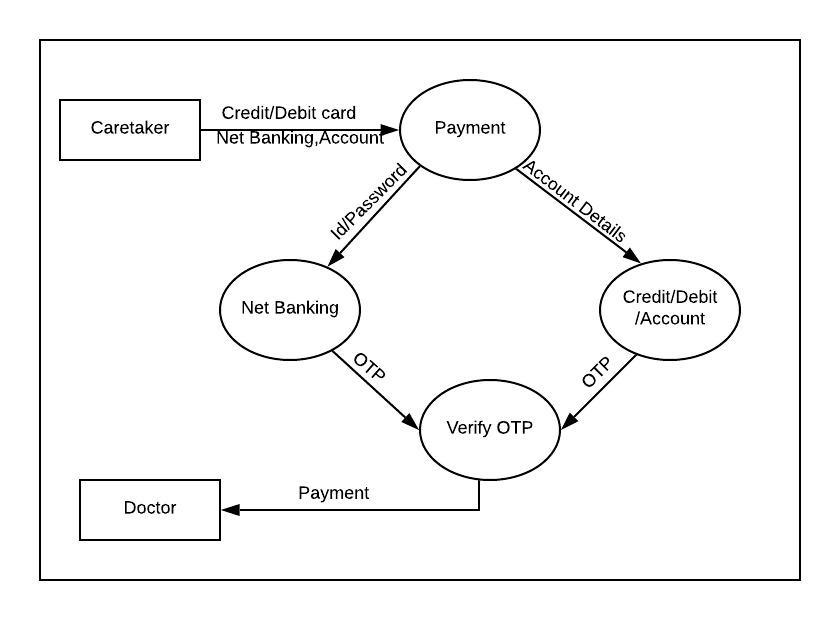 Credit/Debit card
Caretaker
Payment
Net Banking,Account
Id/Password
Account Details
Net Banking
Credit/Debit
/Account
OTP
OTP
Verify OTP
Payment
Doctor